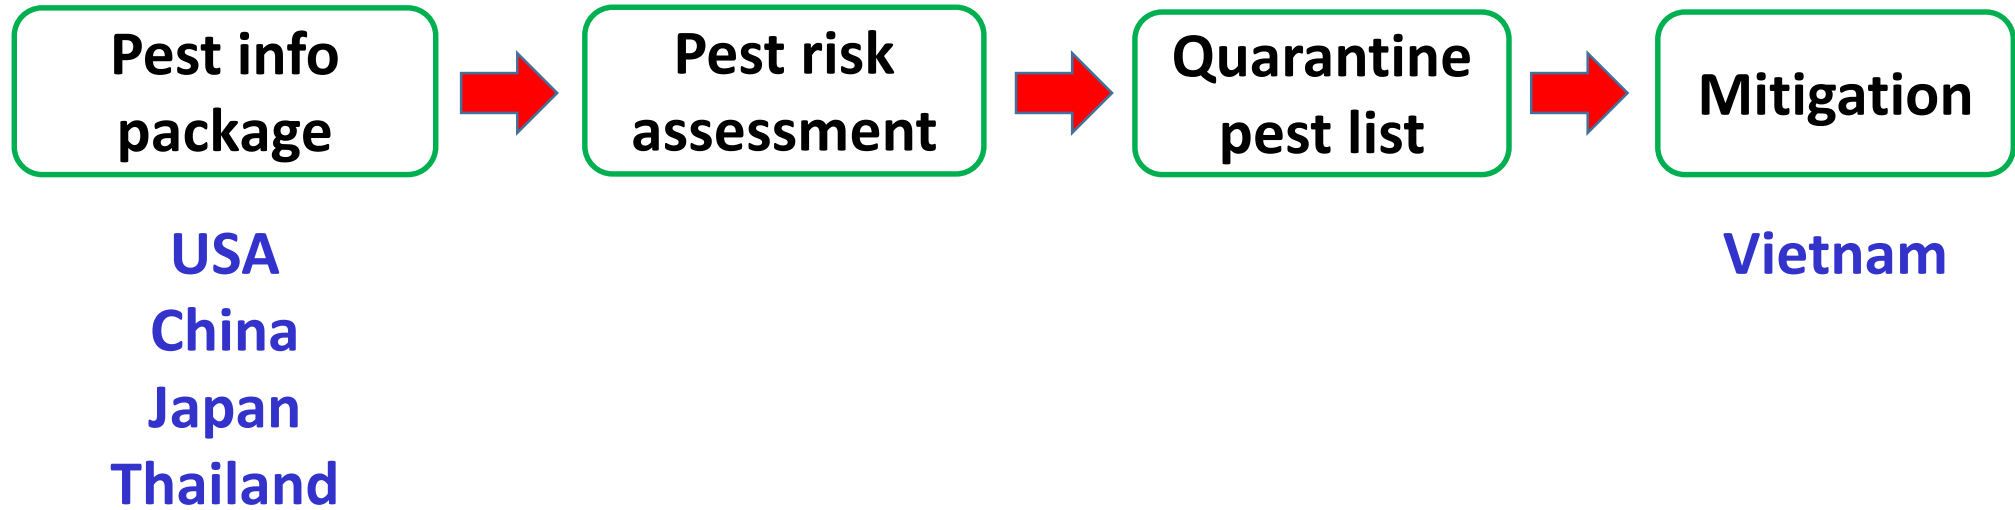 Pest info
package
Pest risk
assessment
Quarantine
pest list
Mitigation
USA
China
Japan
Thailand
Vietnam